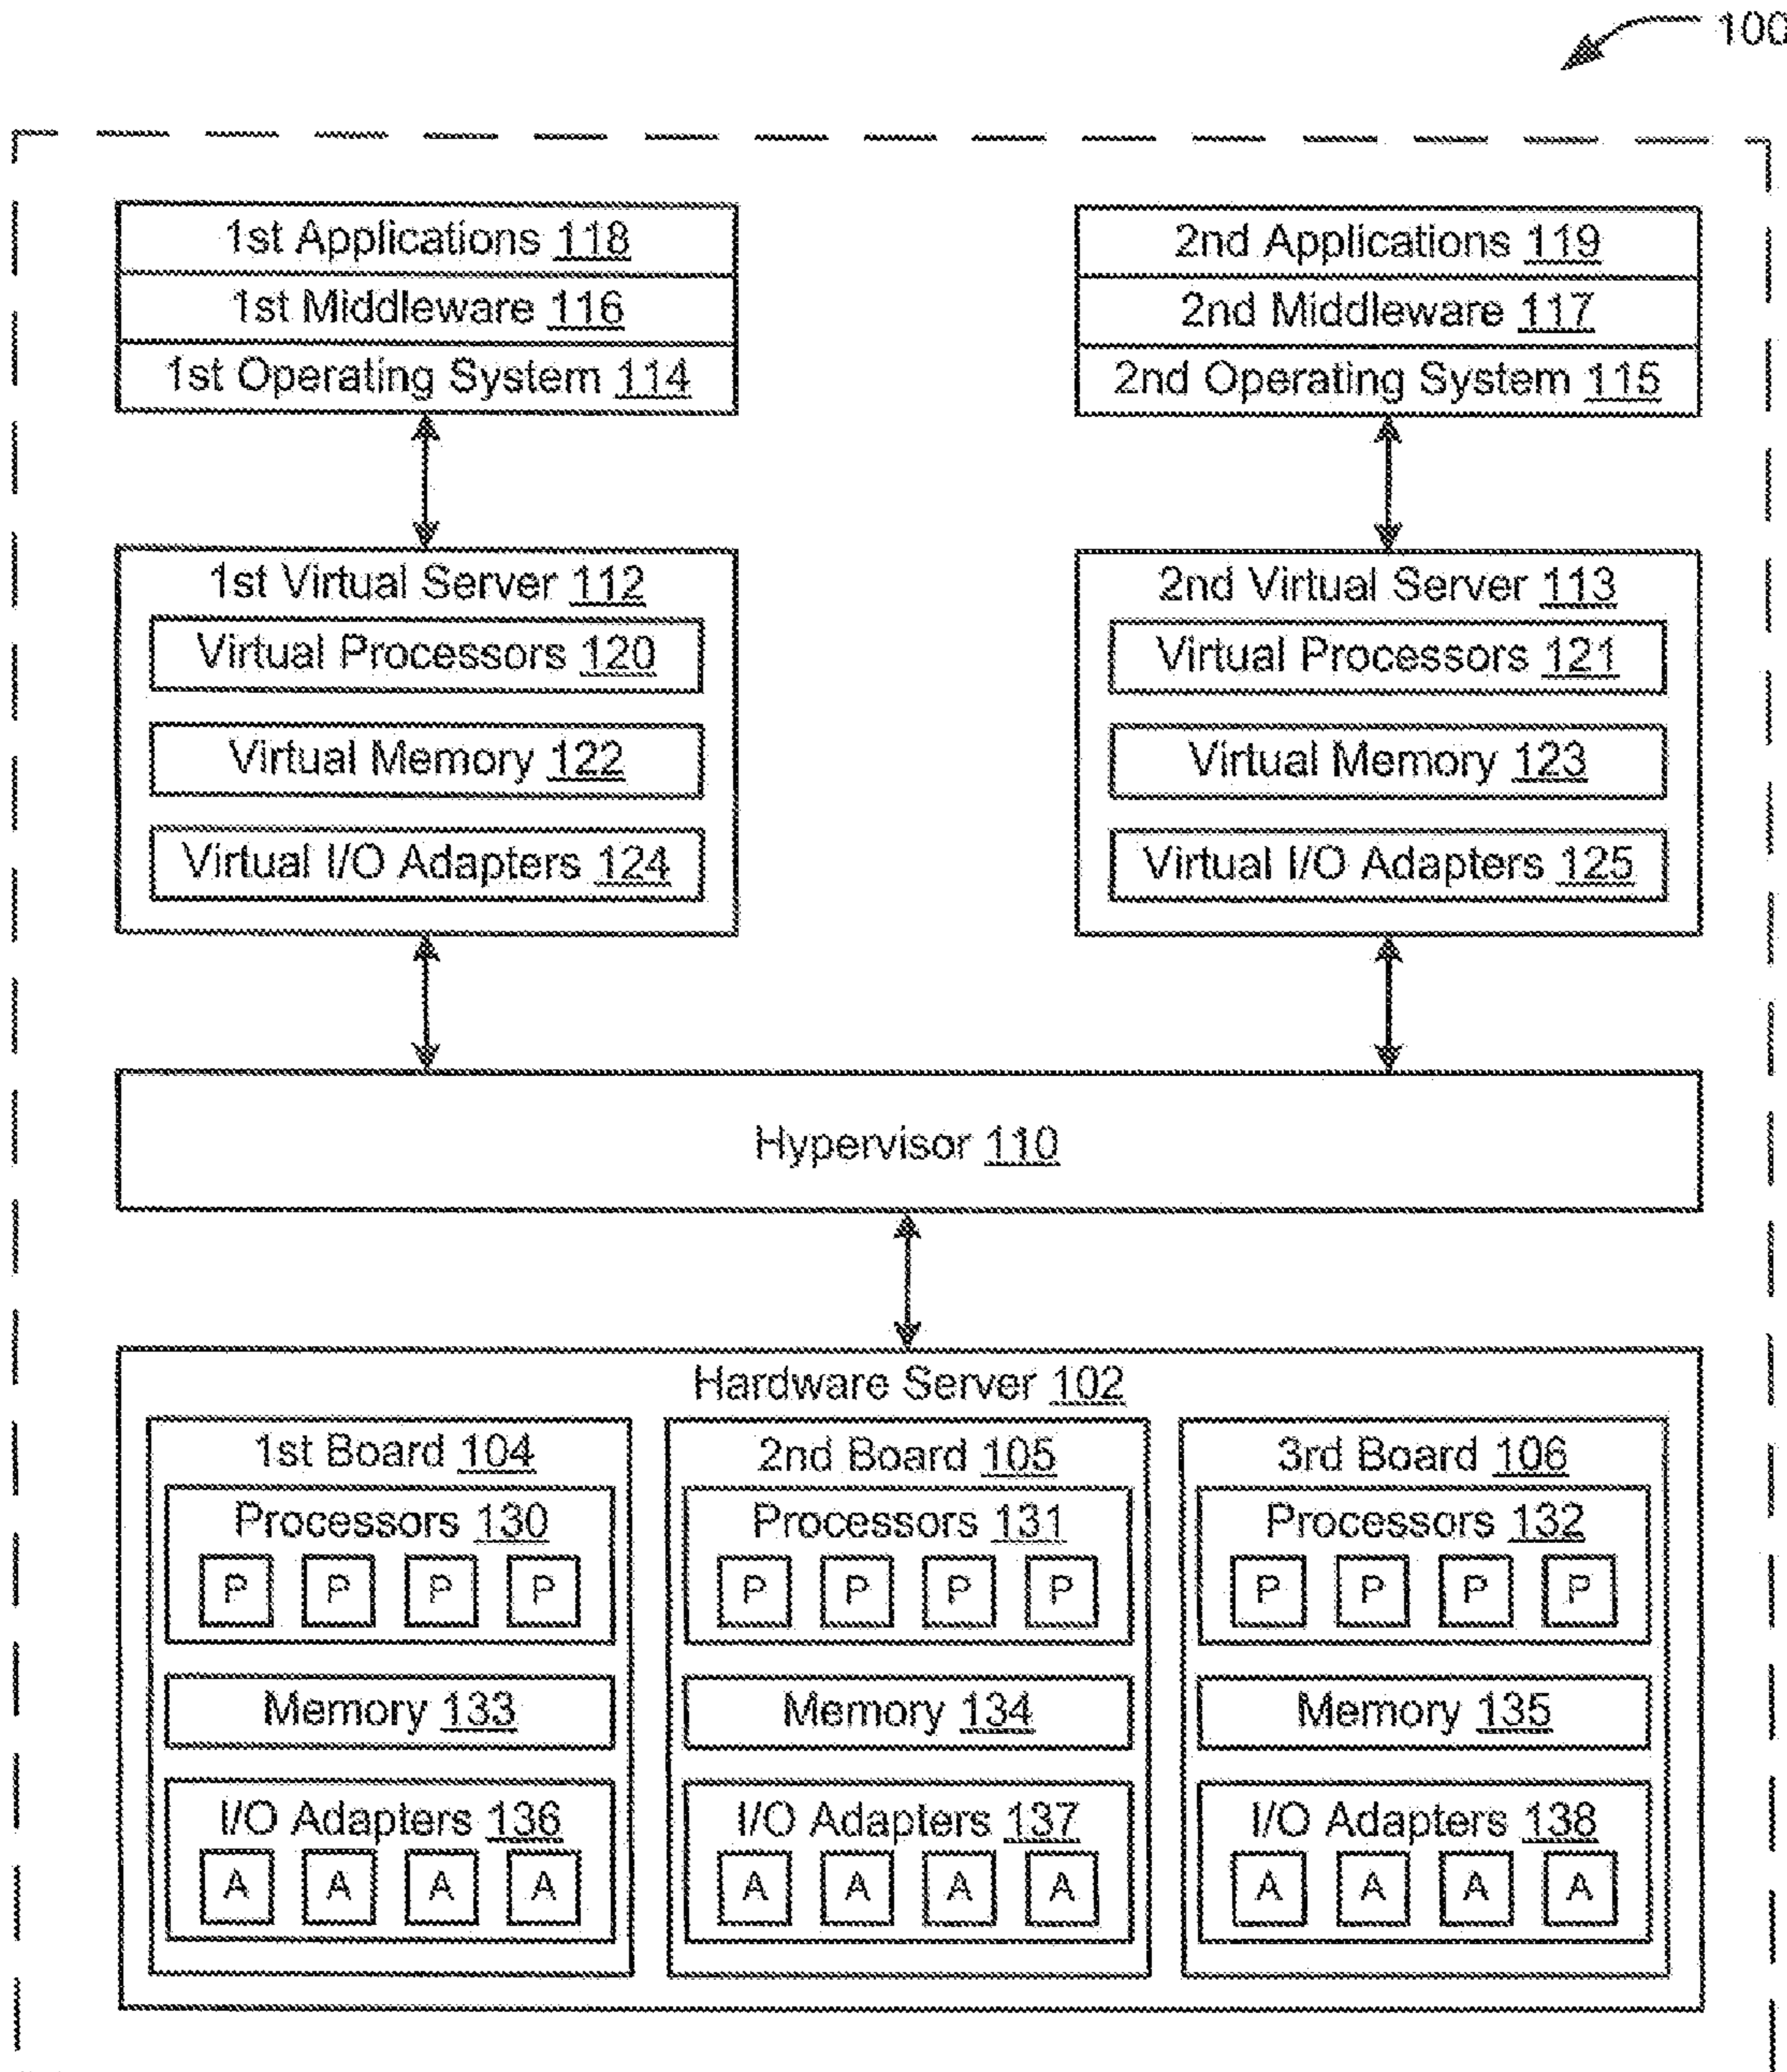 100
1st Applications 118
1st Middleware 116
1st Operating System 114
2nd Applications 119
2nd Middleware 117
2nd Operating System 115
1st Virtual Server 112
Virtual Processors 120
Virtual Memory 122
Virtual I/O Adapters 124
2nd Virtual Server 113
Virtual Processors 121
Virtual Memory 123
Virtual I/O Adapters 125
Hypervisor 110
Hardware Server 102
1st Board 104
Processors 130
P P P P
Memory 133
I/O Adapters 136
A A A A
2nd Board 105
Processors 131
P P P P
Memory 134
I/O Adapters 137
A A A A
3rd Board 106
Processors 132
P P P P
Memory 135
I/O Adapters 138
A A A A